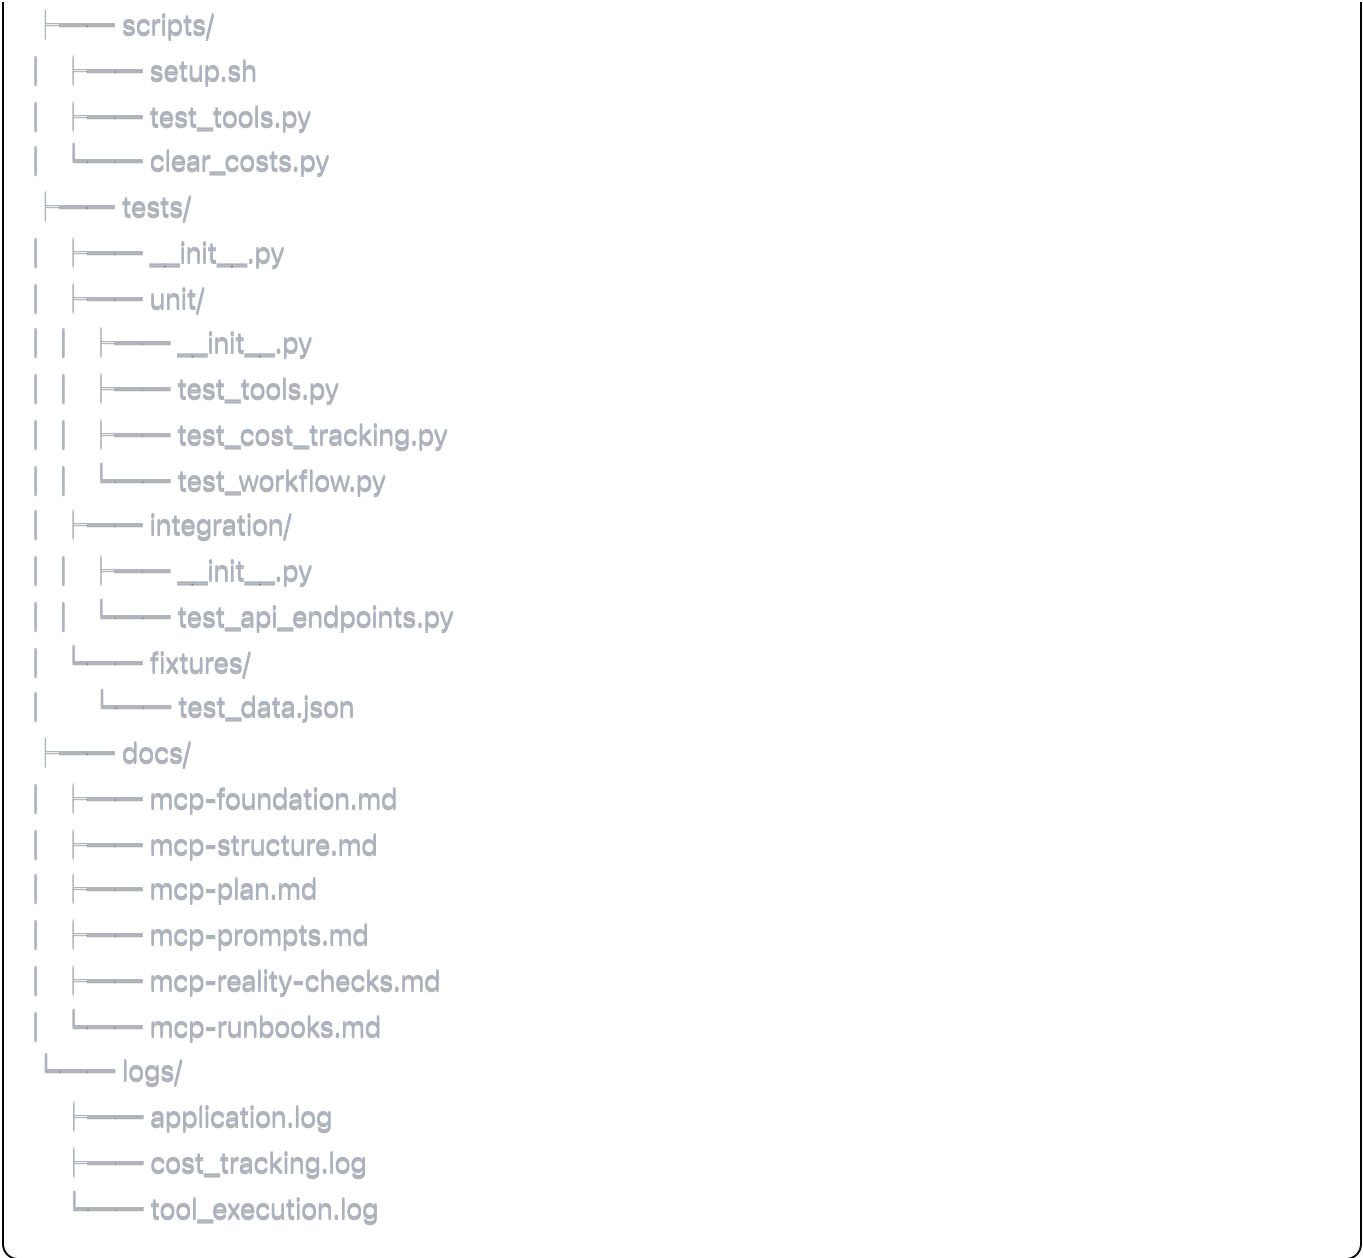 ├── scripts/
│ ├── setup.sh
│ ├── test_tools.py
│ └── clear_costs.py
├── tests/
│ ├── __init__.py
│ ├── unit/
│ │ ├── __init__.py
│ │ ├── test_tools.py
│ │ ├── test_cost_tracking.py
│ │ └── test_workflow.py
│ ├── integration/
│ │ ├── __init__.py
│ │ └── test_api_endpoints.py
│ └── fixtures/
│   └── test_data.json
├── docs/
│ ├── mcp-foundation.md
│ ├── mcp-structure.md
│ ├── mcp-plan.md
│ ├── mcp-prompts.md
│ ├── mcp-reality-checks.md
│ └── mcp-runbooks.md
└── logs/
  ├── application.log
  ├── cost_tracking.log
  └── tool_execution.log